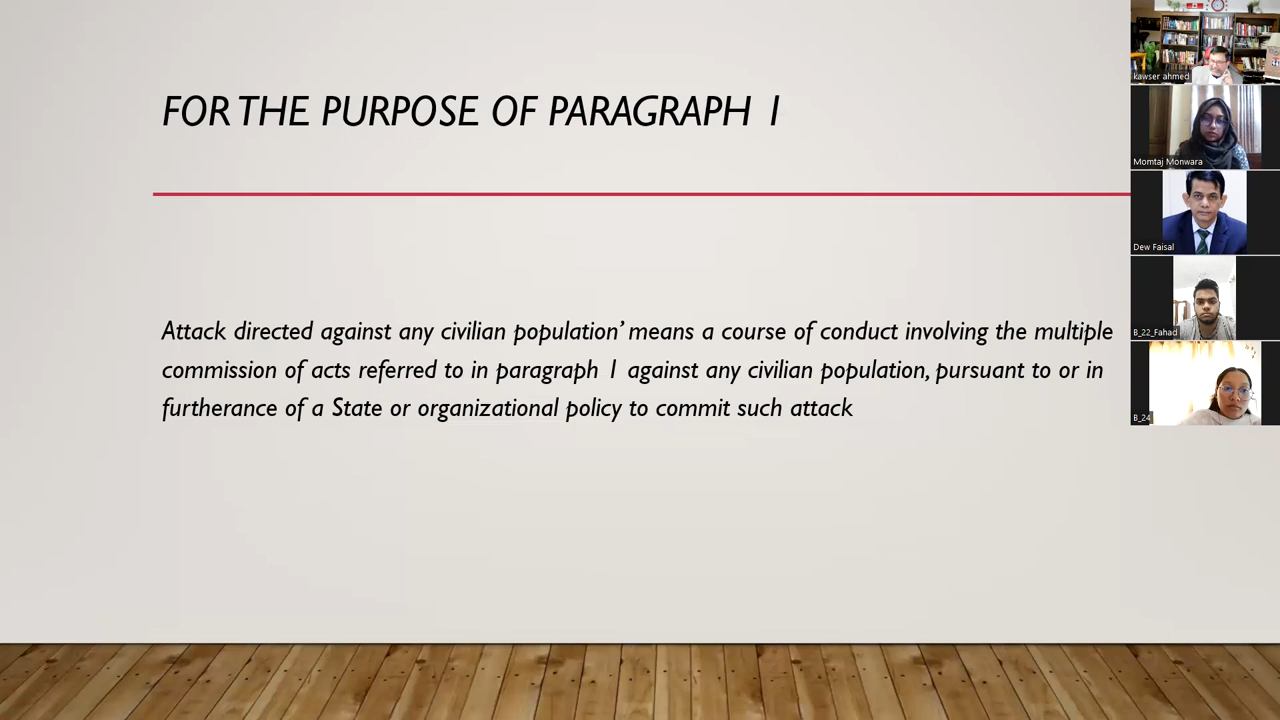 FOR THE PURPOSE OF PARAGRAPH 1
Attack directed against any civilian population’ means a course of conduct involving the multiple
commission of acts referred to in paragraph 1 against any civilian population, pursuant to or in
furtherance of a State or organizational policy to commit such attack
kawser ahmed
Momtaj Monwara
Dew Faisal
B_22_Fahad
B_24